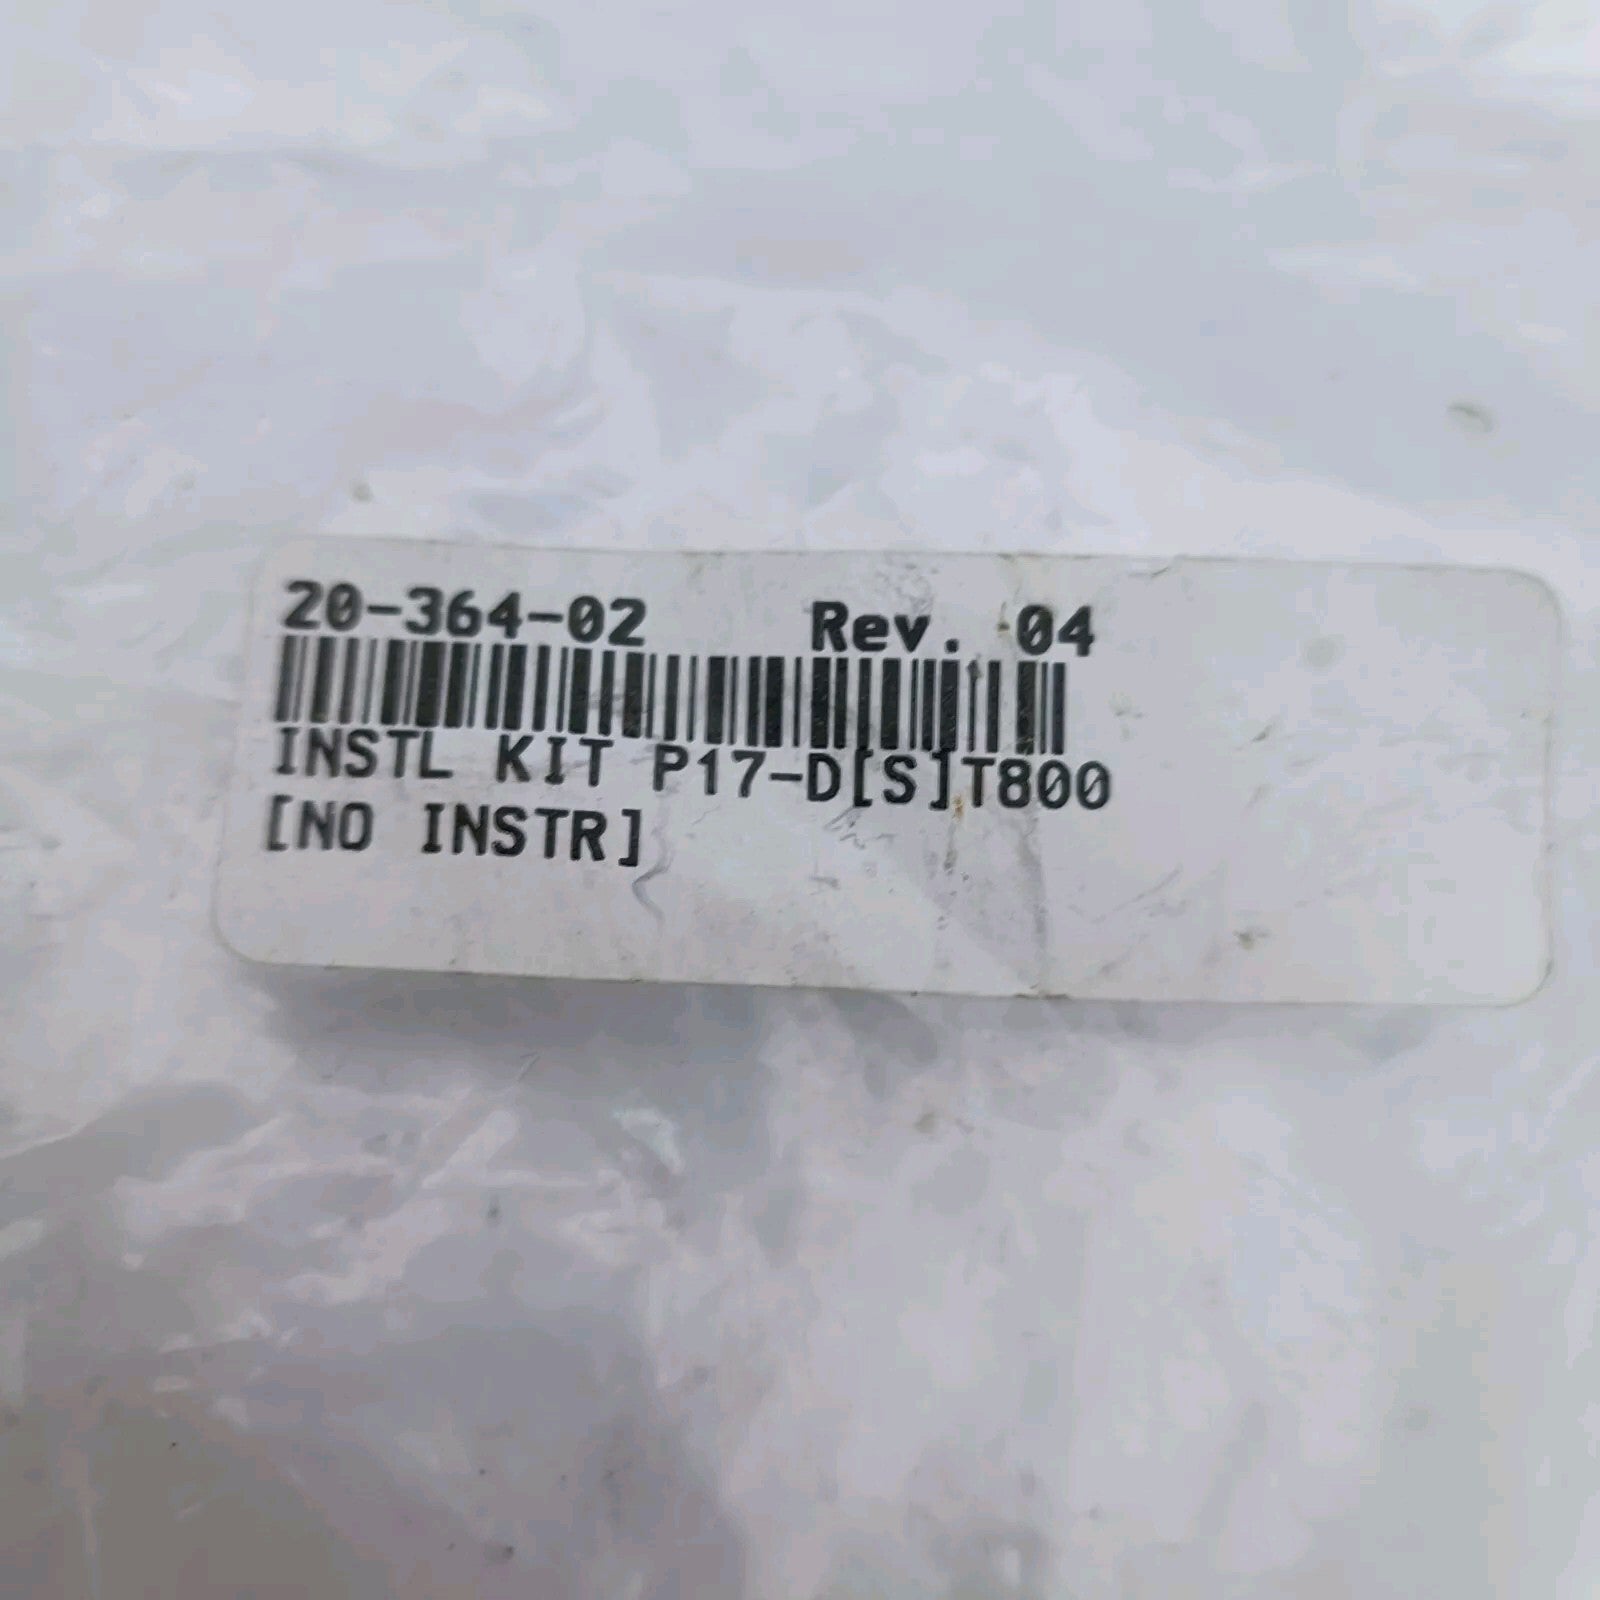 20-364-02 Rev. 04
INSTL KIT P17-D[S]T800
[NO INSTR]